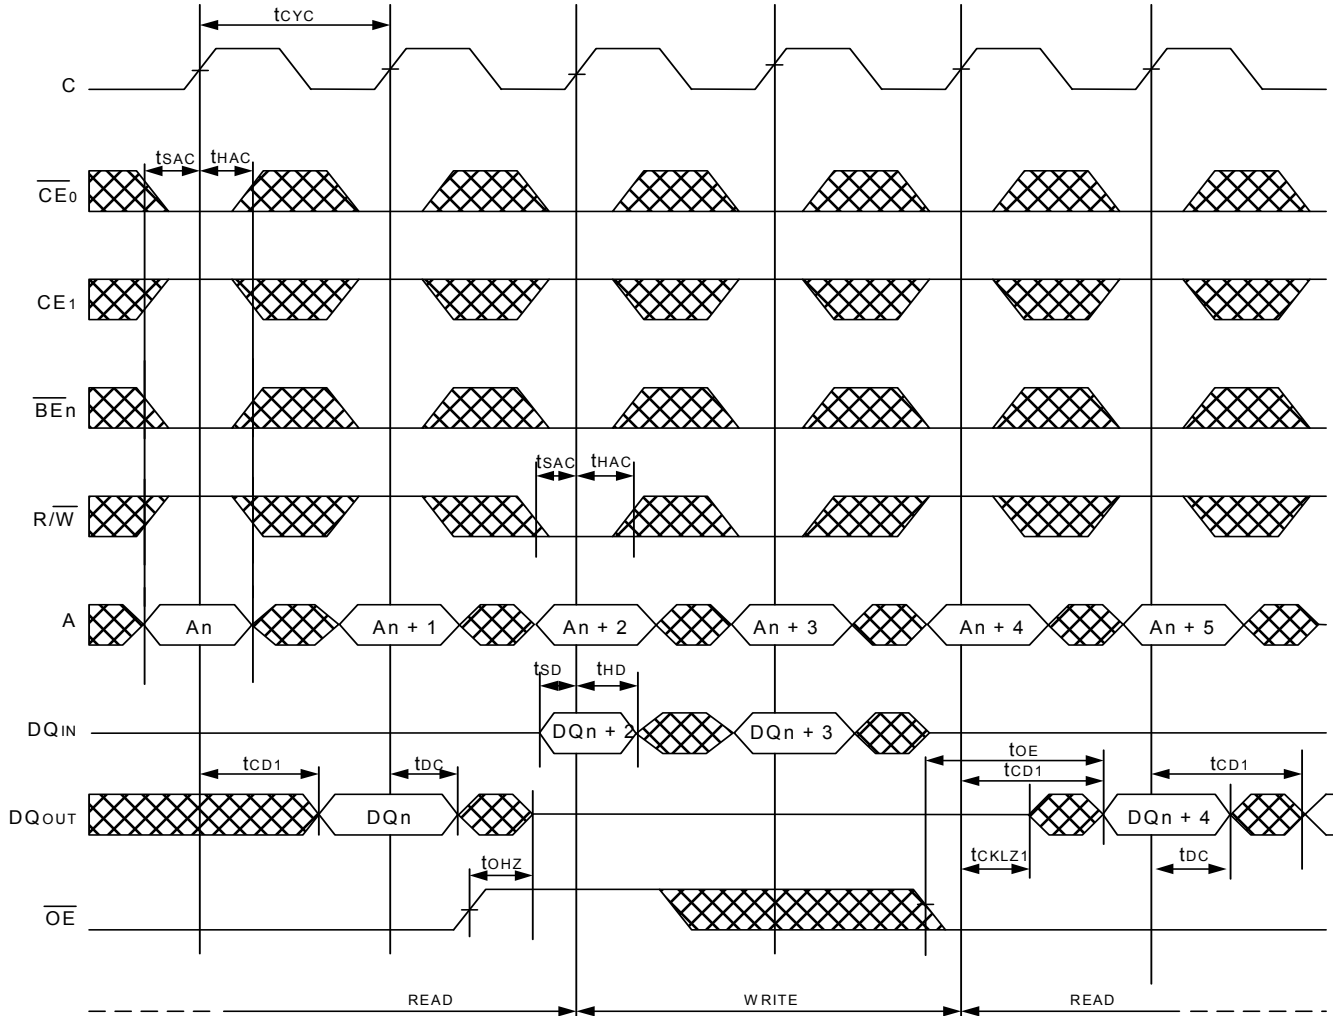 tCYC
C
tSAC tHAC
CE0
CE1
BEn
tSAC tHAC
R/W
A An An + 1 An + 2 An + 3 An + 4 An + 5
tSD tHD
DQIN DQn + 2 DQn + 3
tOE
tCD1 tDC tCD1 tCD1
DQOUT DQn DQn + 4
tOHZ tCKLZ1 tDC
OE
READ WRITE READ